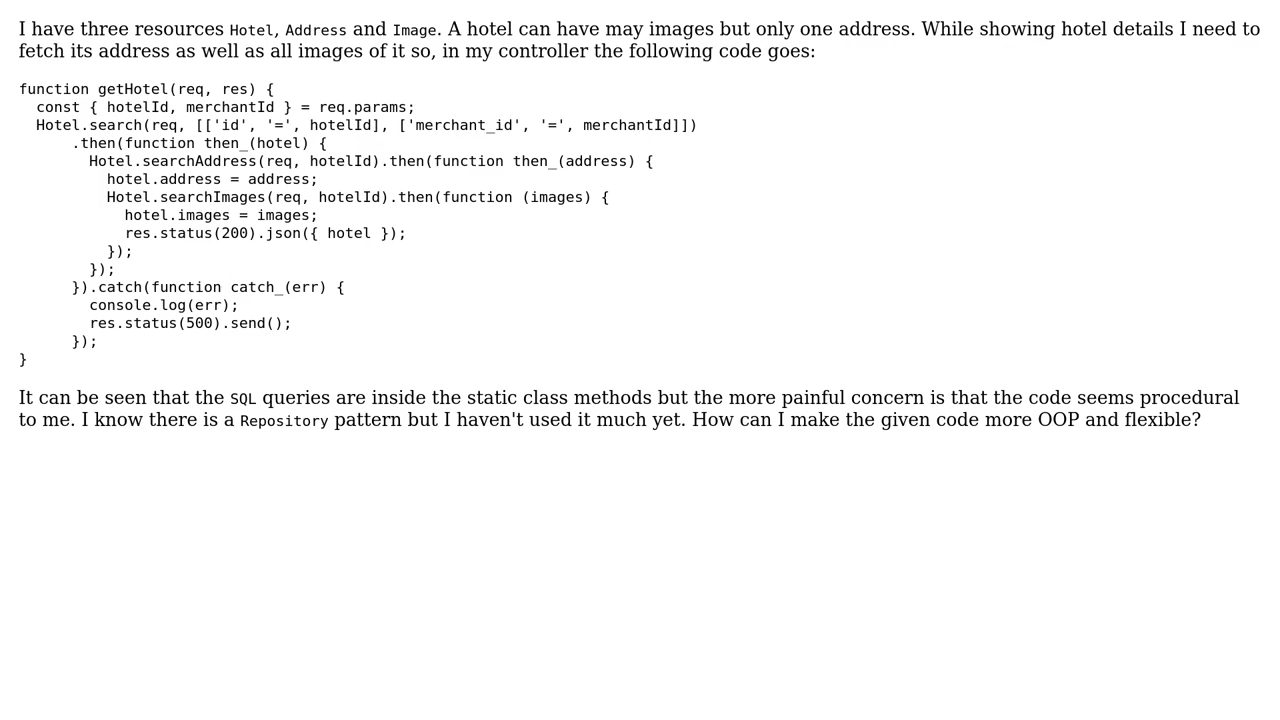 I have three resources Hotel, Address and Image. A hotel can have may images but only one address. While showing hotel details I need to
fetch its address as well as all images of it so, in my controller the following code goes:
function getHotel(req, res) {
  const { hotelId, merchantId } = req.params;
  Hotel.search(req, [['id', '=', hotelId], ['merchant_id', '=', merchantId]])
      .then(function then_(hotel) {
        Hotel.searchAddress(req, hotelId).then(function then_(address) {
          hotel.address = address;
          Hotel.searchImages(req, hotelId).then(function (images) {
            hotel.images = images;
            res.status(200).json({ hotel });
          });
        });
      }).catch(function catch_(err) {
        console.log(err);
        res.status(500).send();
      });
}
It can be seen that the SQL queries are inside the static class methods but the more painful concern is that the code seems procedural
to me. I know there is a Repository pattern but I haven't used it much yet. How can I make the given code more OOP and flexible?